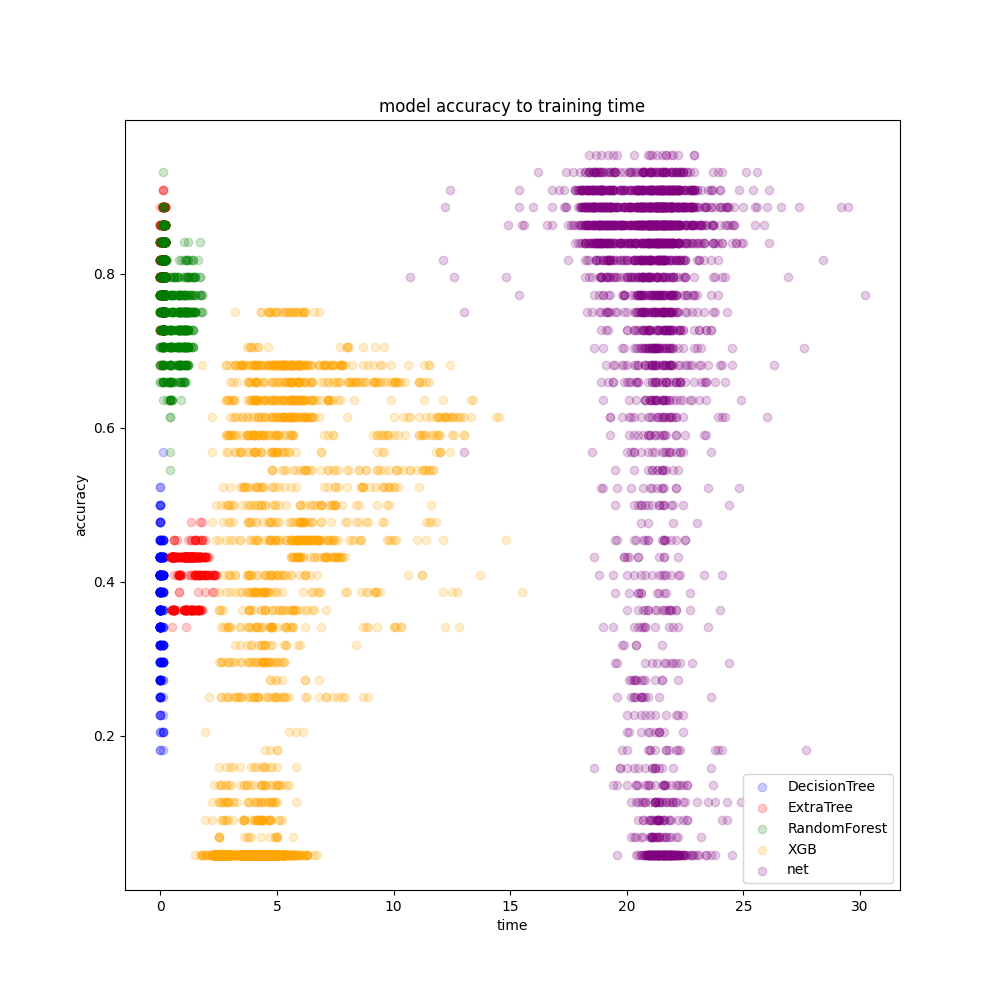 model accuracy to training time
accuracy
0.8
0.6
0.4
0.2
0 5 10 15 20 25 30
time
DecisionTree
ExtraTree
RandomForest
XGB
net